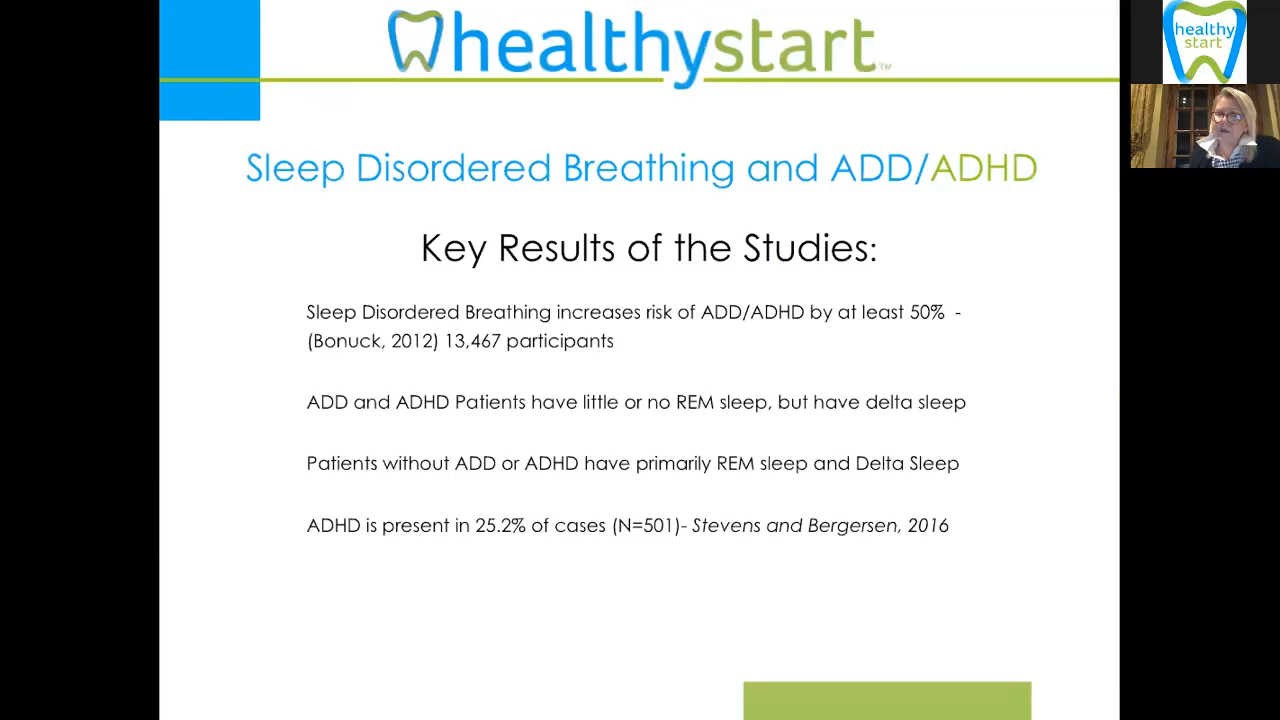 healthystart™
healthy
start
Sleep Disordered Breathing and ADD/ADHD
Key Results of the Studies:
Sleep Disordered Breathing increases risk of ADD/ADHD by at least 50% -
(Bonuck, 2012) 13,467 participants
ADD and ADHD Patients have little or no REM sleep, but have delta sleep
Patients without ADD or ADHD have primarily REM sleep and Delta Sleep
ADHD is present in 25.2% of cases (N=501)- Stevens and Bergersen, 2016